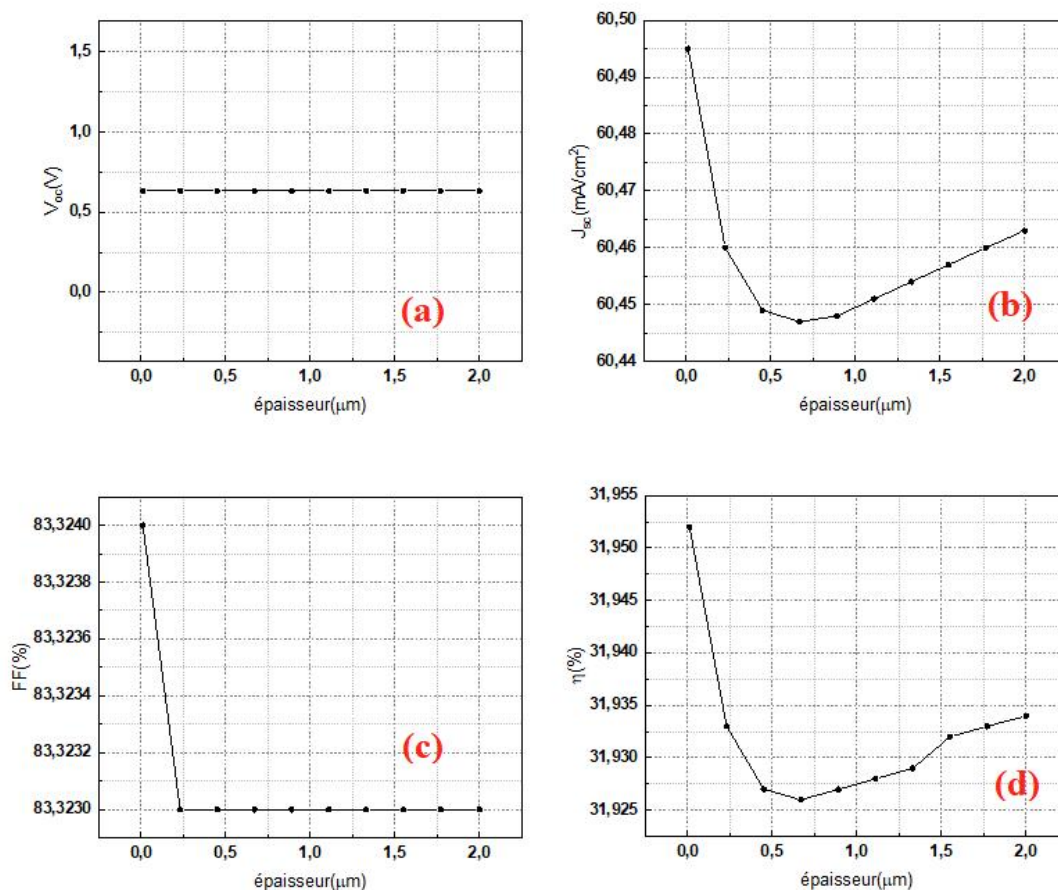 1,5
1,0
0,5
0,0
V_oc(V)
0,0 0,5 1,0 1,5 2,0
épaisseur(μm)
(a)
60,50
60,49
60,48
60,47
60,46
60,45
60,44
J_sc(mA/cm²)
0,0 0,5 1,0 1,5 2,0
épaisseur(μm)
(b)
83,3240
83,3238
83,3236
83,3234
83,3232
83,3230
FF(%)
0,0 0,5 1,0 1,5 2,0
épaisseur(μm)
(c)
31,955
31,950
31,945
31,940
31,935
31,930
31,925
η(%)
0,0 0,5 1,0 1,5 2,0
épaisseur(μm)
(d)